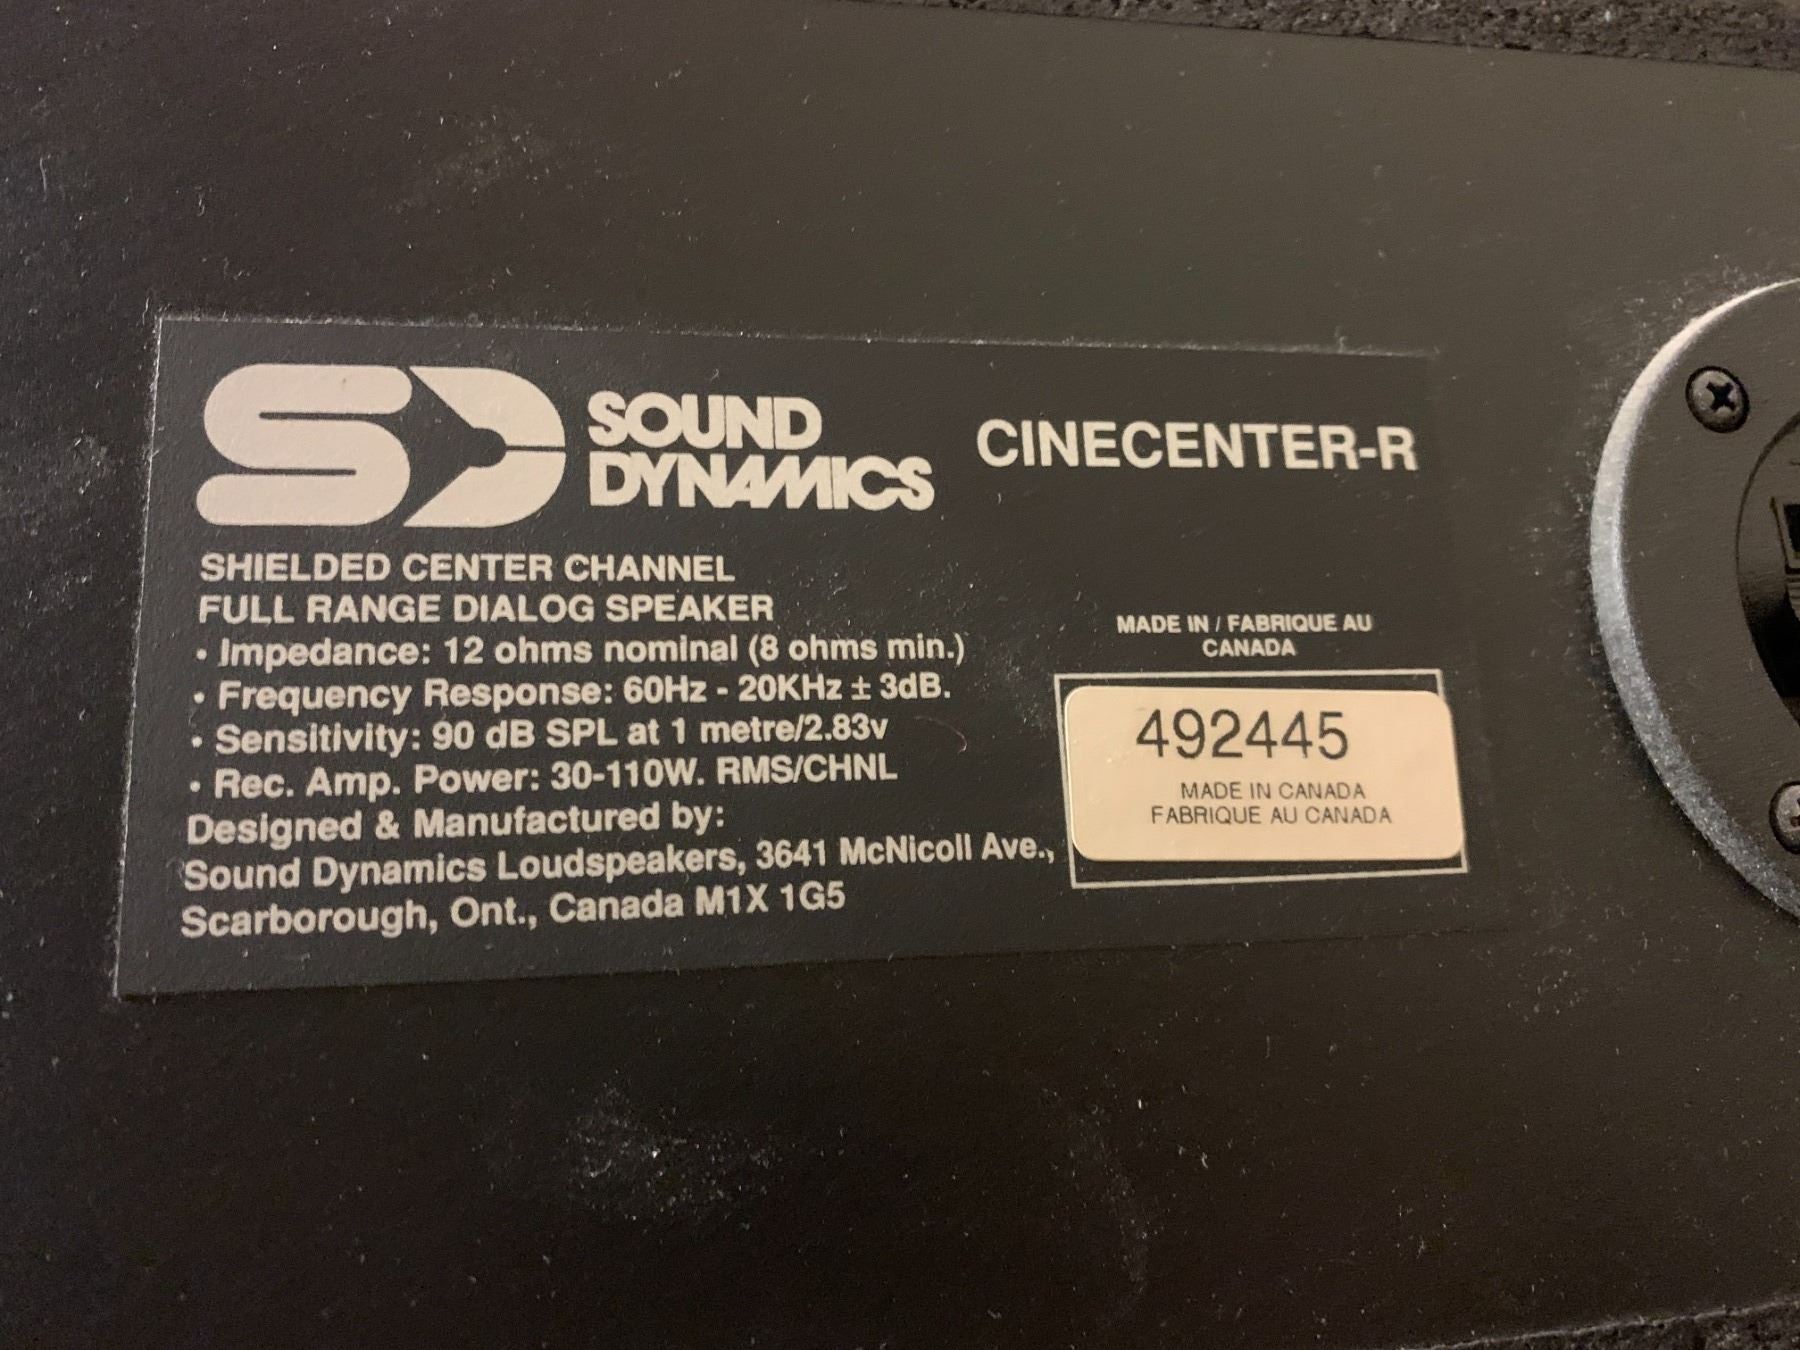 SD SOUND DYNAMICS
CINECENTER-R
SHIELDED CENTER CHANNEL
FULL RANGE DIALOG SPEAKER
• Impedance: 12 ohms nominal (8 ohms min.)
• Frequency Response: 60Hz - 20KHz ± 3dB.
• Sensitivity: 90 dB SPL at 1 metre/2.83v
• Rec. Amp. Power: 30-110W. RMS/CHNL
Designed & Manufactured by:
Sound Dynamics Loudspeakers, 3641 McNicoll Ave.,
Scarborough, Ont., Canada M1X 1G5
MADE IN / FABRIQUE AU
CANADA
492445
MADE IN CANADA
FABRIQUE AU CANADA